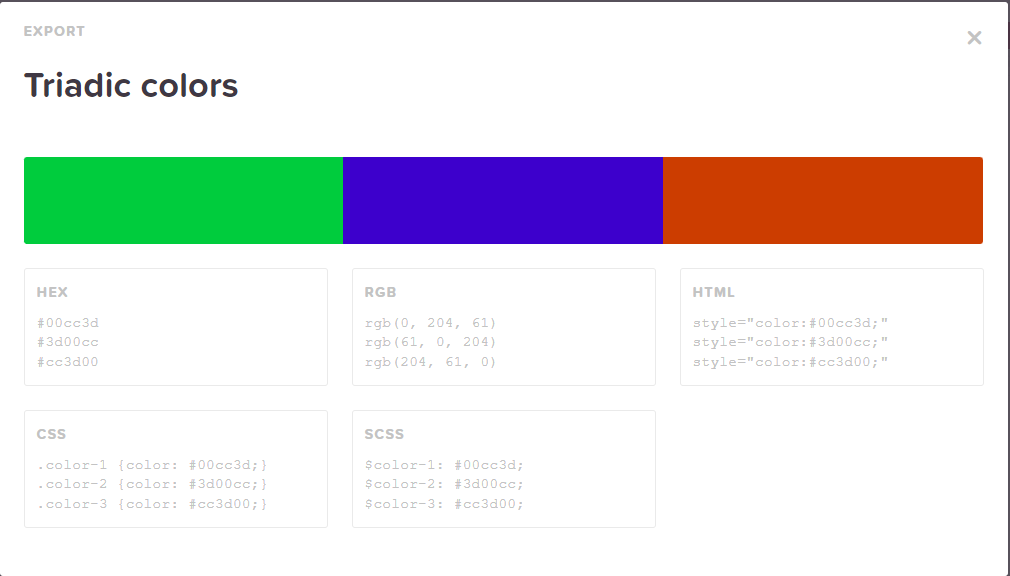 EXPORT
Triadic colors
HEX
#00cc3d
#3d00cc
#cc3d00
RGB
rgb(0, 204, 61)
rgb(61, 0, 204)
rgb(204, 61, 0)
HTML
style="color:#00cc3d;"
style="color:#3d00cc;"
style="color:#cc3d00;"
CSS
.color-1 {color: #00cc3d;}
.color-2 {color: #3d00cc;}
.color-3 {color: #cc3d00;}
SCSS
$color-1: #00cc3d;
$color-2: #3d00cc;
$color-3: #cc3d00;